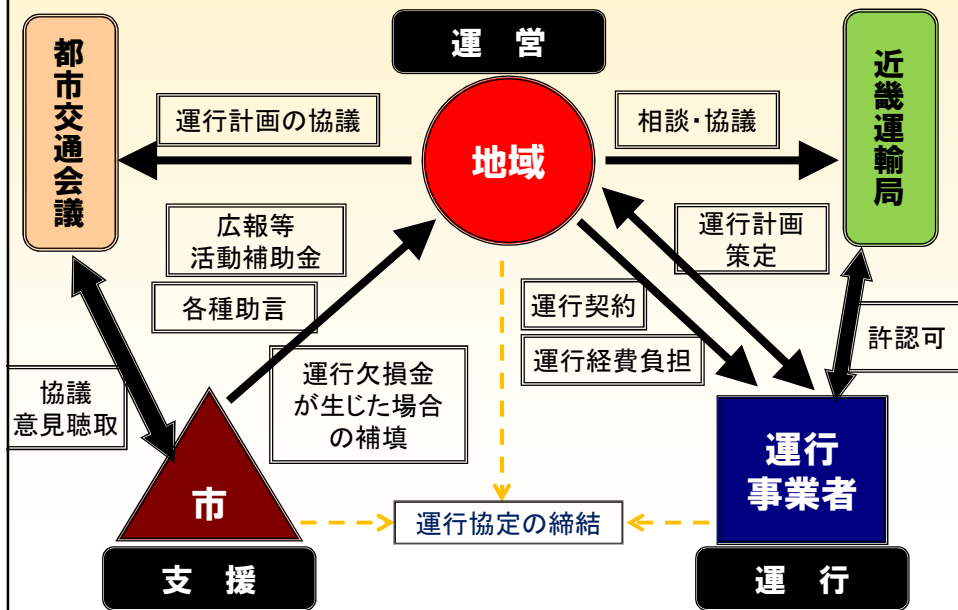 運 営
都市交通会議
近畿運輸局
運行計画の協議
地域
相談・協議
広報等
活動補助金
各種助言
運行計画
策定
運行契約
運行経費負担
許認可
協議
意見聴取
運行欠損金
が生じた場合
の補填
市
運行
事業者
運行協定の締結
支 援
運 行